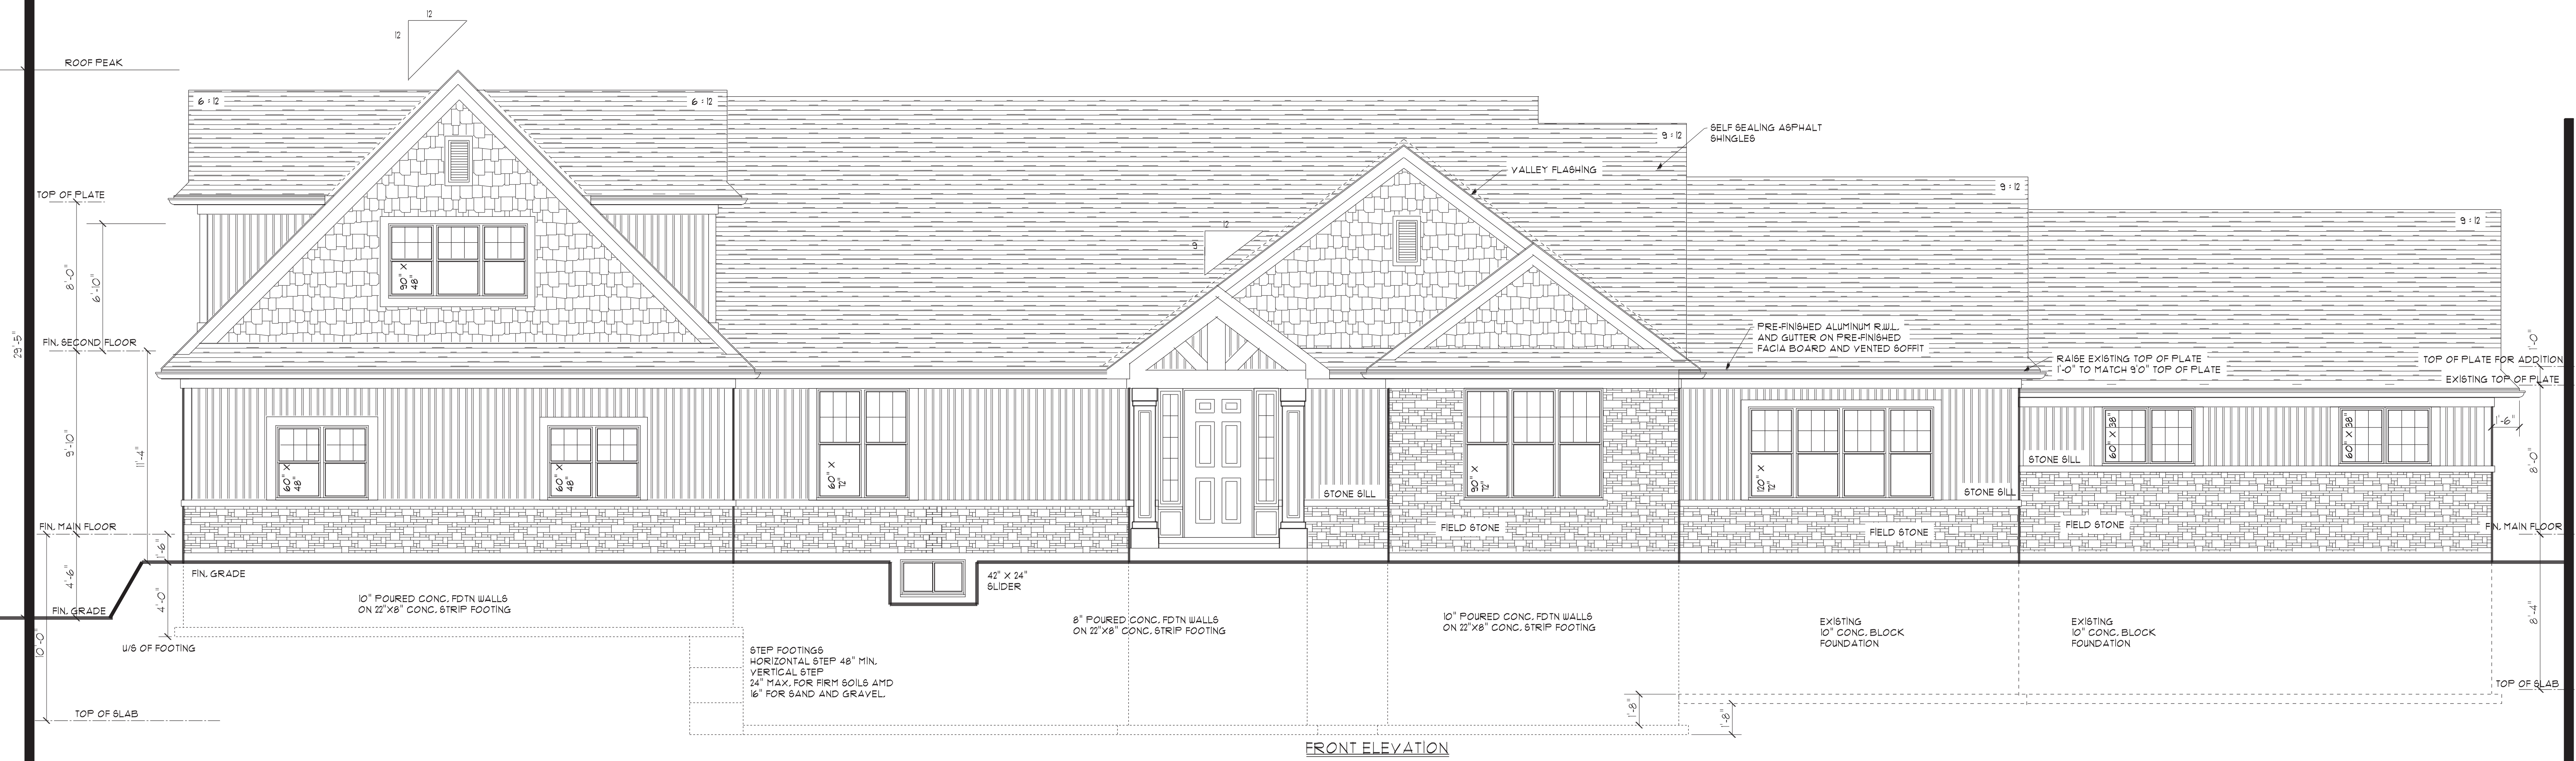 12
12
ROOF PEAK
6 : 12
6 : 12
9 : 12
SELF SEALING ASPHALT
SHINGLES
VALLEY FLASHING
9 : 12
9 : 12
TOP OF PLATE
12
9
8'-0"
6'-10"
90" X
48"
29'-5"
FIN. SECOND FLOOR
PRE-FINISHED ALUMINUM R.W.L.
AND GUTTER ON PRE-FINISHED
FACIA BOARD AND VENTED SOFFIT
RAISE EXISTING TOP OF PLATE
1'-0" TO MATCH 9'0" TOP OF PLATE
1'-0"
TOP OF PLATE FOR ADDITION
EXISTING TOP OF PLATE
9'-10"
11'-4"
60" X
48"
60" X
48"
60" X
72"
90" X
72"
120" X
72"
60" X 38"
60" X 38"
1'-6"
STONE SILL
STONE SILL
STONE SILL
8'-0"
FIN. MAIN FLOOR
FIELD STONE
FIELD STONE
FIELD STONE
FIN. MAIN FLOOR
1'-6"
4'-6"
FIN. GRADE
42" X 24"
SLIDER
4'-0"
FIN. GRADE
10" POURED CONC. FDTN WALLS
ON 22"X8" CONC. STRIP FOOTING
8" POURED CONC. FDTN WALLS
ON 22"X8" CONC. STRIP FOOTING
10" POURED CONC. FDTN WALLS
ON 22"X8" CONC. STRIP FOOTING
EXISTING
10" CONC. BLOCK
FOUNDATION
EXISTING
10" CONC. BLOCK
FOUNDATION
8'-4"
10'-0"
U/S OF FOOTING
STEP FOOTINGS
HORIZONTAL STEP 48" MIN.
VERTICAL STEP
24" MAX. FOR FIRM SOILS AMD
16" FOR SAND AND GRAVEL.
TOP OF SLAB
TOP OF SLAB
1'-8"
1'-8"
FRONT ELEVATION